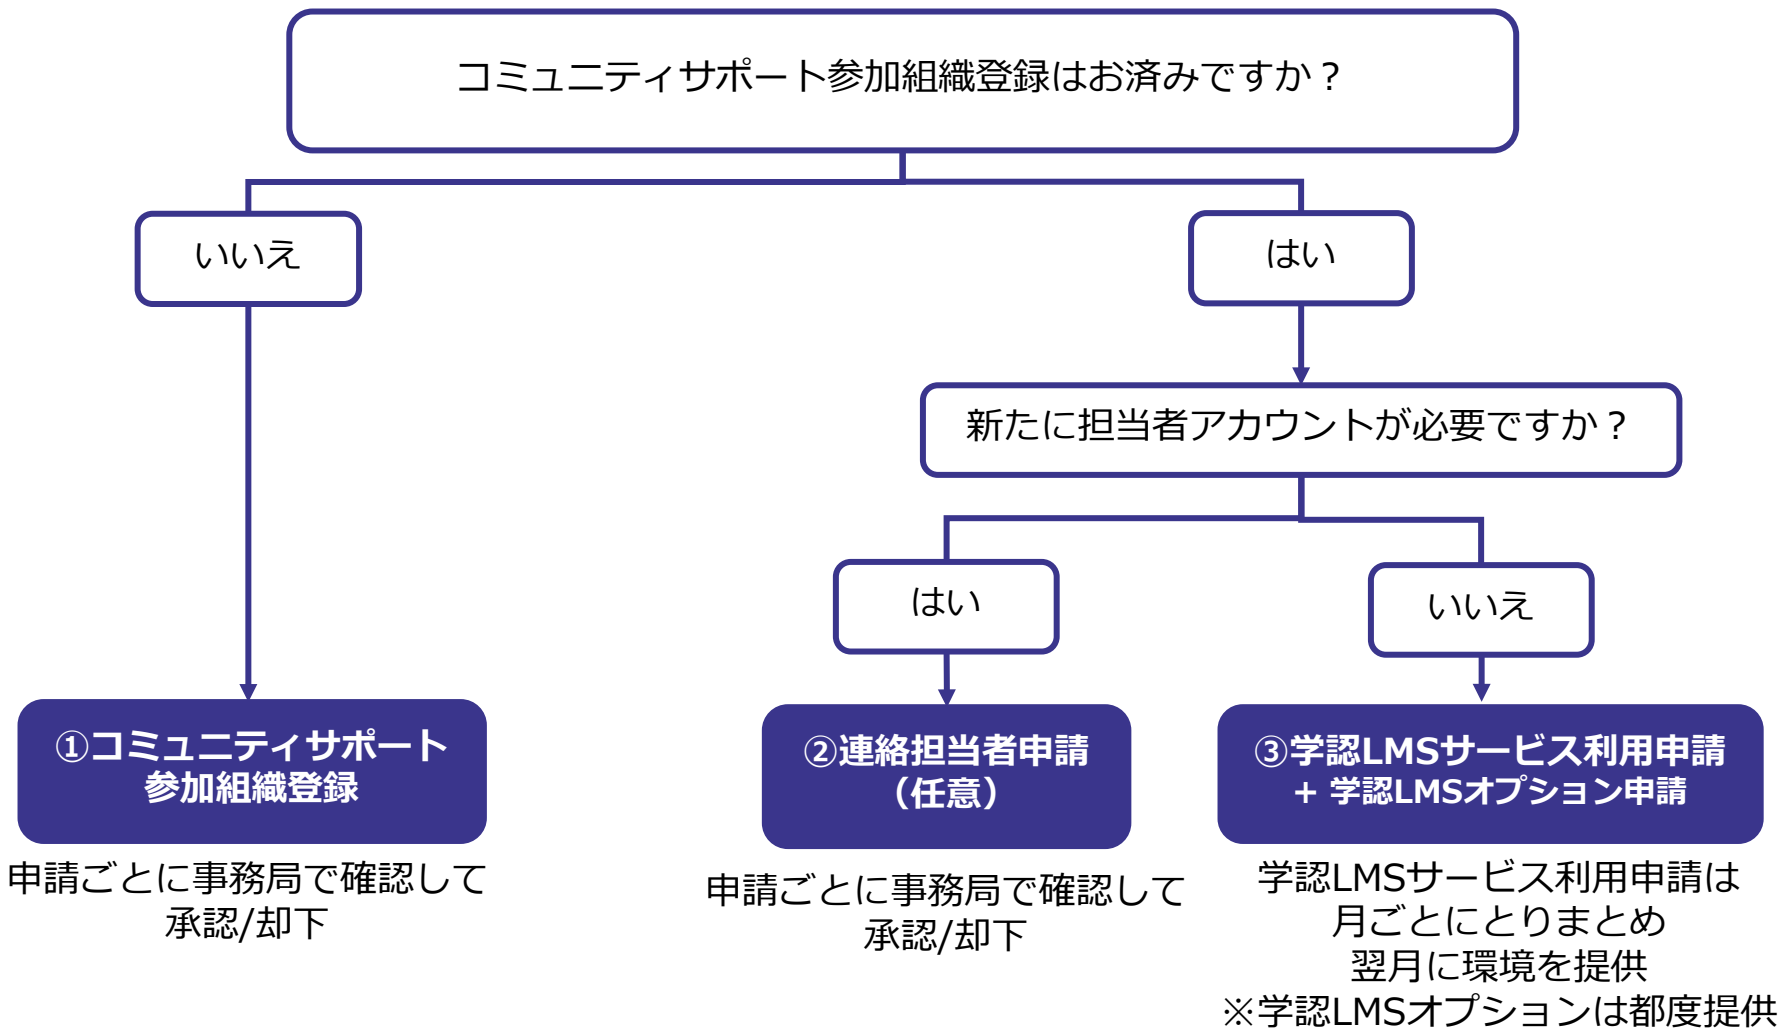 コミュニティサポート参加組織登録はお済みですか？
いいえ
はい
新たに担当者アカウントが必要ですか？
はい
いいえ
①コミュニティサポート
参加組織登録
申請ごとに事務局で確認して
承認/却下
②連絡担当者申請
（任意）
申請ごとに事務局で確認して
承認/却下
③学認LMSサービス利用申請
+ 学認LMSオプション申請
学認LMSサービス利用申請は
月ごとにとりまとめ
翌月に環境を提供
※学認LMSオプションは都度提供